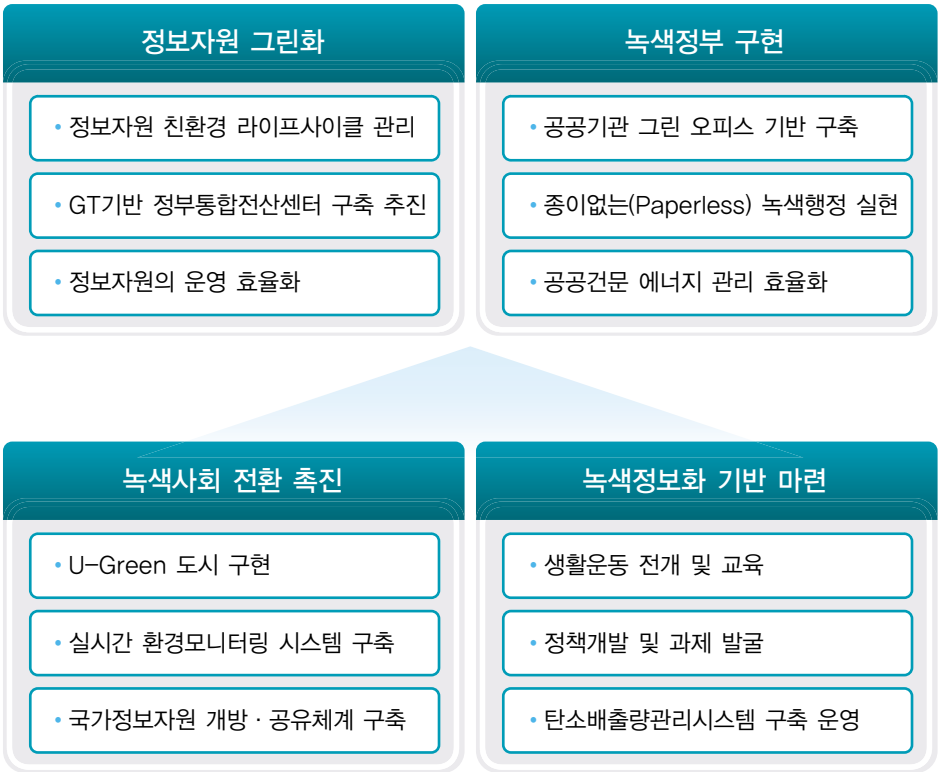 정보자원 그린화
• 정보자원 친환경 라이프사이클 관리
• GT기반 정부통합전산센터 구축 추진
• 정보자원의 운영 효율화
녹색정부 구현
• 공공기관 그린 오피스 기반 구축
• 종이없는(Paperless) 녹색행정 실현
• 공공건문 에너지 관리 효율화
녹색사회 전환 촉진
• U-Green 도시 구현
• 실시간 환경모니터링 시스템 구축
• 국가정보자원 개방 · 공유체계 구축
녹색정보화 기반 마련
• 생활운동 전개 및 교육
• 정책개발 및 과제 발굴
• 탄소배출량관리시스템 구축 운영